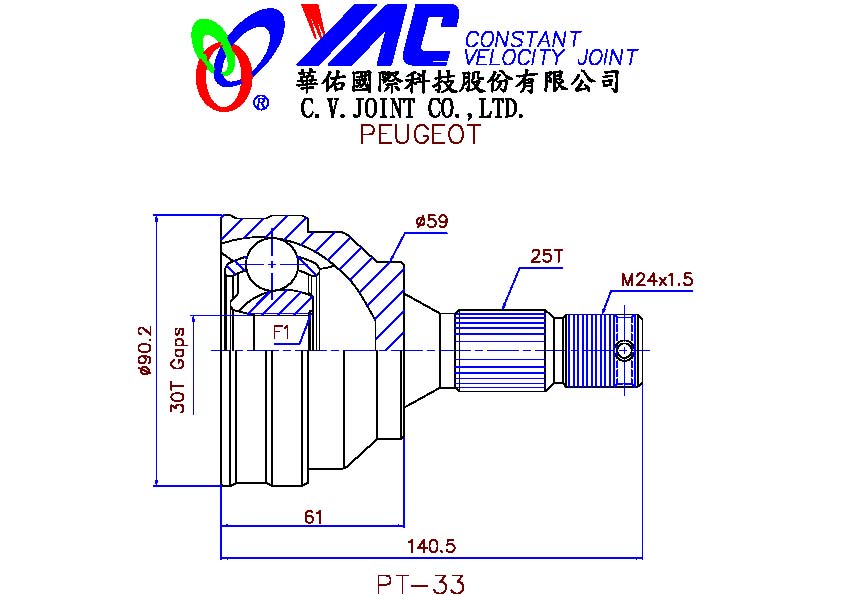 YAC CONSTANT
VELOCITY JOINT
®
華佑國際科技股份有限公司
C.V.JOINT CO.,LTD.
PEUGEOT
ø59
25T
M24x1.5
ø90.2
30T Gaps
F1
61
140.5
PT-33